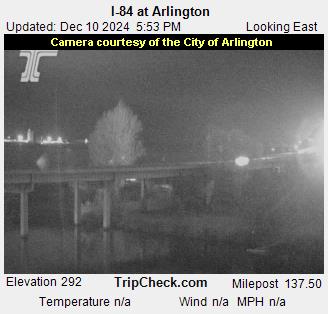 I-84 at Arlington
Updated: Dec 10 2024 5:53 PM Looking East
Camera courtesy of the City of Arlington
Elevation 292 TripCheck.com Milepost 137.50
Temperature n/a Wind n/a MPH n/a